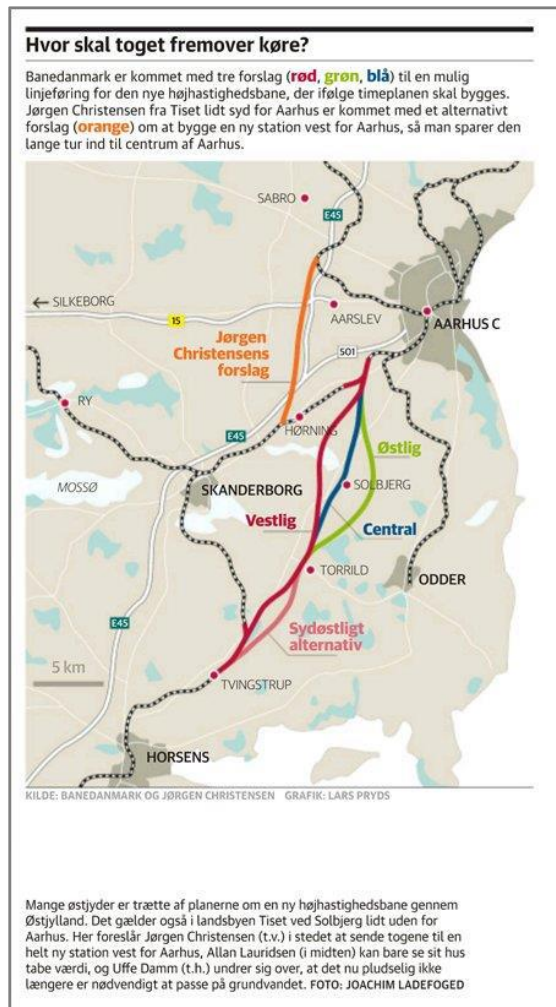 Hvor skal toget fremover køre?
Banedanmark er kommet med tre forslag (rød, grøn, blå) til en mulig
linjeføring for den nye højhastighedsbane, der ifølge timeplanen skal bygges.
Jørgen Christensen fra Tiset lidt syd for Aarhus er kommet med et alternativt
forslag (orange) om at bygge en ny station vest for Aarhus, så man sparer den
lange tur ind til centrum af Aarhus.
SABRO
E45
← SILKEBORG
15
AARSLEV
AARHUS C
Jørgen
Christensens
forslag
501
RY
HØRNING
E45
Østlig
MOSSØ
SKANDERBORG
SOLBJERG
Vestlig
Central
TORRILD
ODDER
E45
Sydøstligt
alternativ
5 km
TVINGSTRUP
HORSENS
KILDE: BANEDANMARK OG JØRGEN CHRISTENSEN GRAFIK: LARS PRYDS
Mange østjyder er trætte af planerne om en ny højhastighedsbane gennem
Østjylland. Det gælder også i landsbyen Tiset ved Solbjerg lidt uden for
Aarhus. Her foreslår Jørgen Christensen (t.v.) i stedet at sende togene til en
helt ny station vest for Aarhus, Allan Lauridsen (i midten) kan bare se sit hus
tabe værdi, og Uffe Damm (t.h.) undrer sig over, at det nu pludselig ikke
længere er nødvendigt at passe på grundvandet. FOTO: JOACHIM LADEFOGED